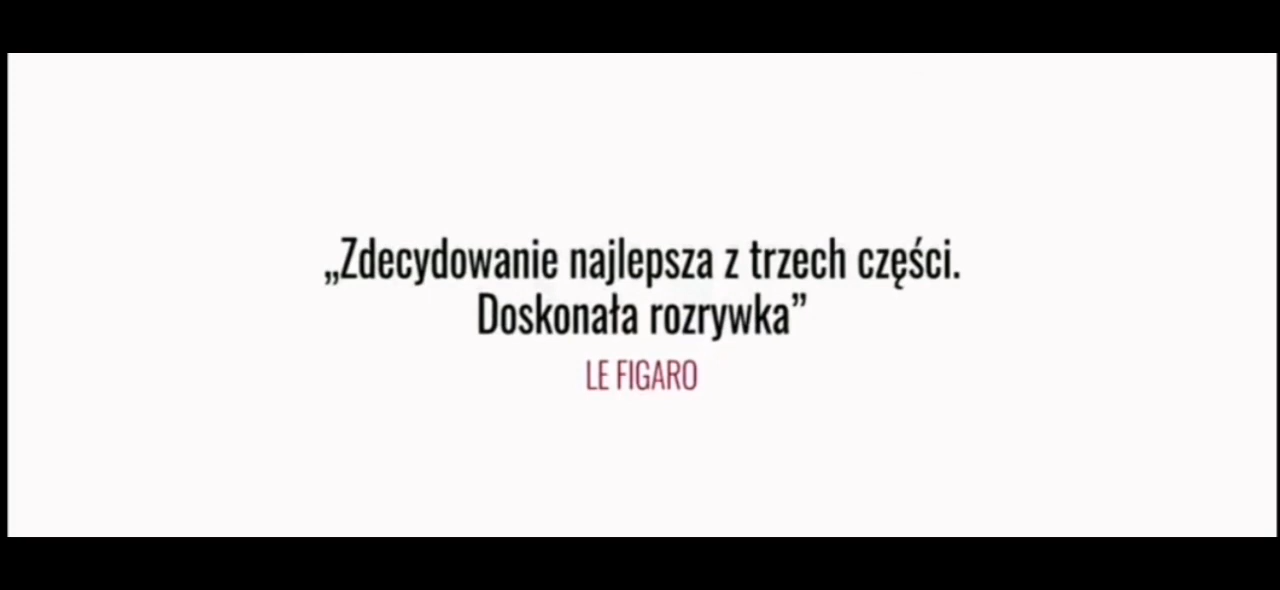 „Zdecydowanie najlepsza z trzech części.
Doskonała rozrywka”
LE FIGARO